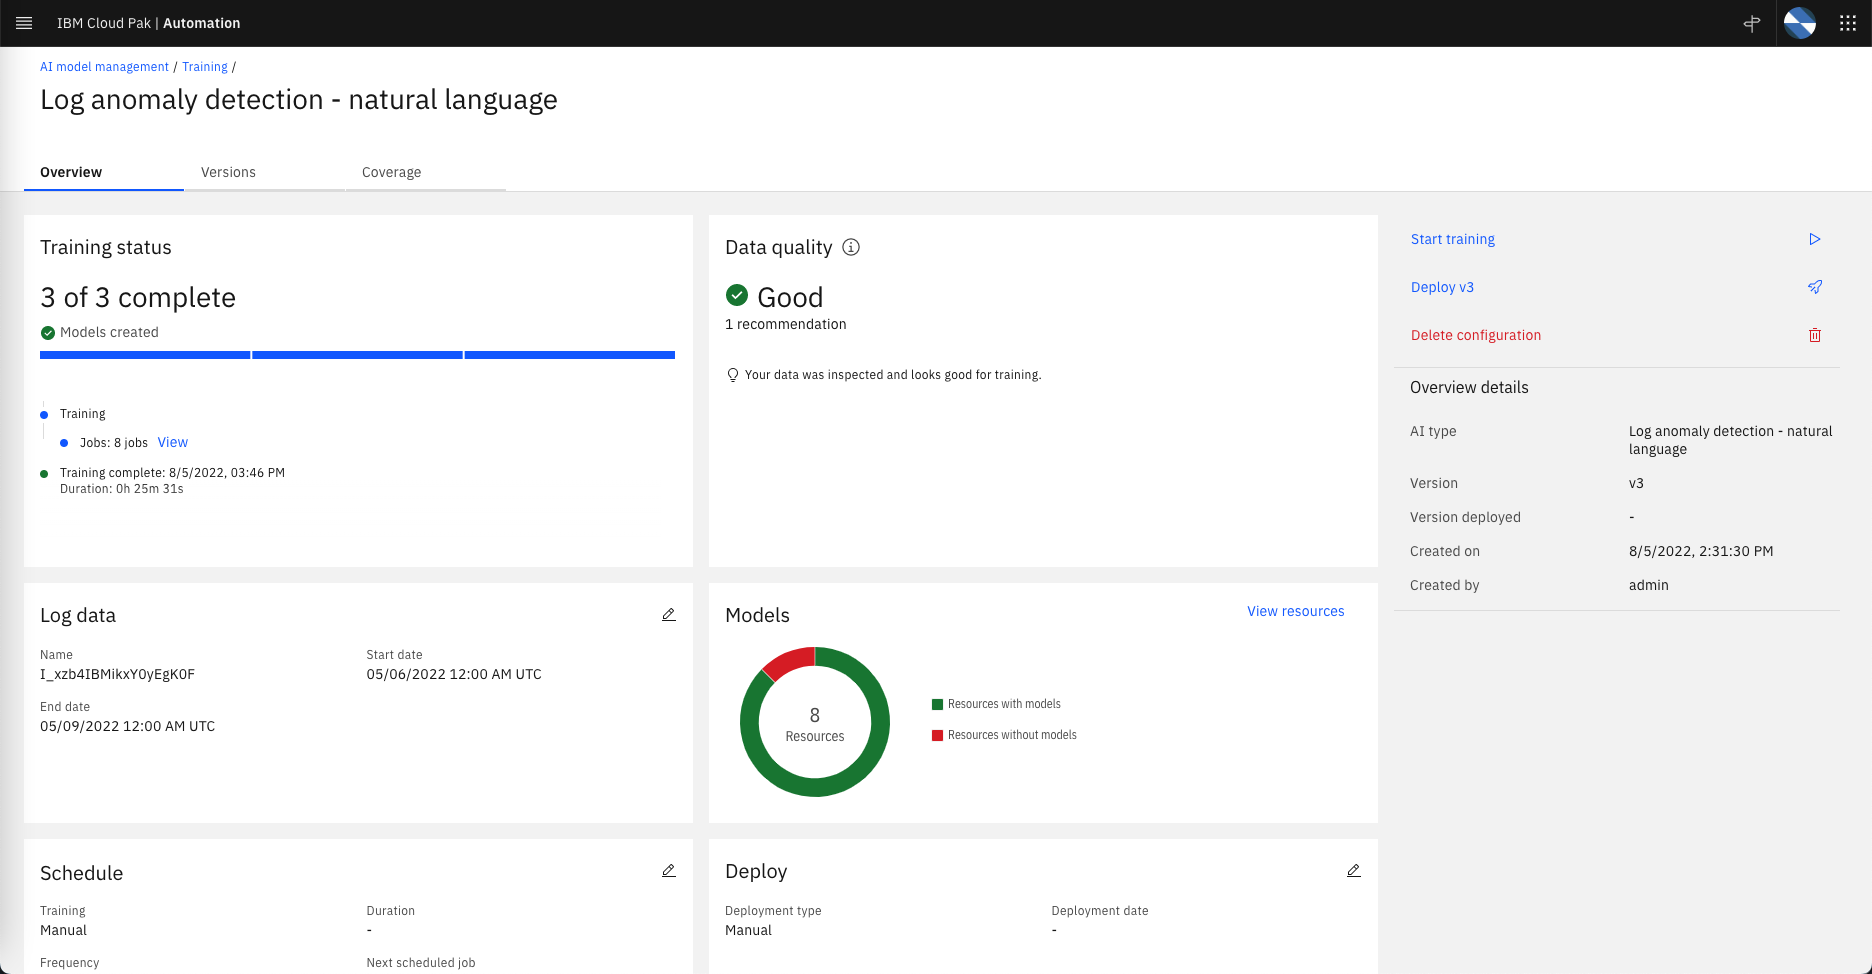 IBM Cloud Pak | Automation
AI model management / Training /
Log anomaly detection - natural language
Overview
Versions
Coverage
Training status
3 of 3 complete
Models created
Training
Jobs: 8 jobs View
Training complete: 8/5/2022, 03:46 PM
Duration: 0h 25m 31s
Data quality
Good
1 recommendation
Your data was inspected and looks good for training.
Start training
Deploy v3
Delete configuration
Overview details
AI type
Log anomaly detection - natural
language
Version
v3
Version deployed
-
Created on
8/5/2022, 2:31:30 PM
Created by
admin
Log data
Name
I_xzb4IBMikxY0yEgK0F
Start date
05/06/2022 12:00 AM UTC
End date
05/09/2022 12:00 AM UTC
Models
View resources
8
Resources
Resources with models
Resources without models
Schedule
Training
Manual
Duration
-
Frequency
Next scheduled job
Deploy
Deployment type
Manual
Deployment date
-